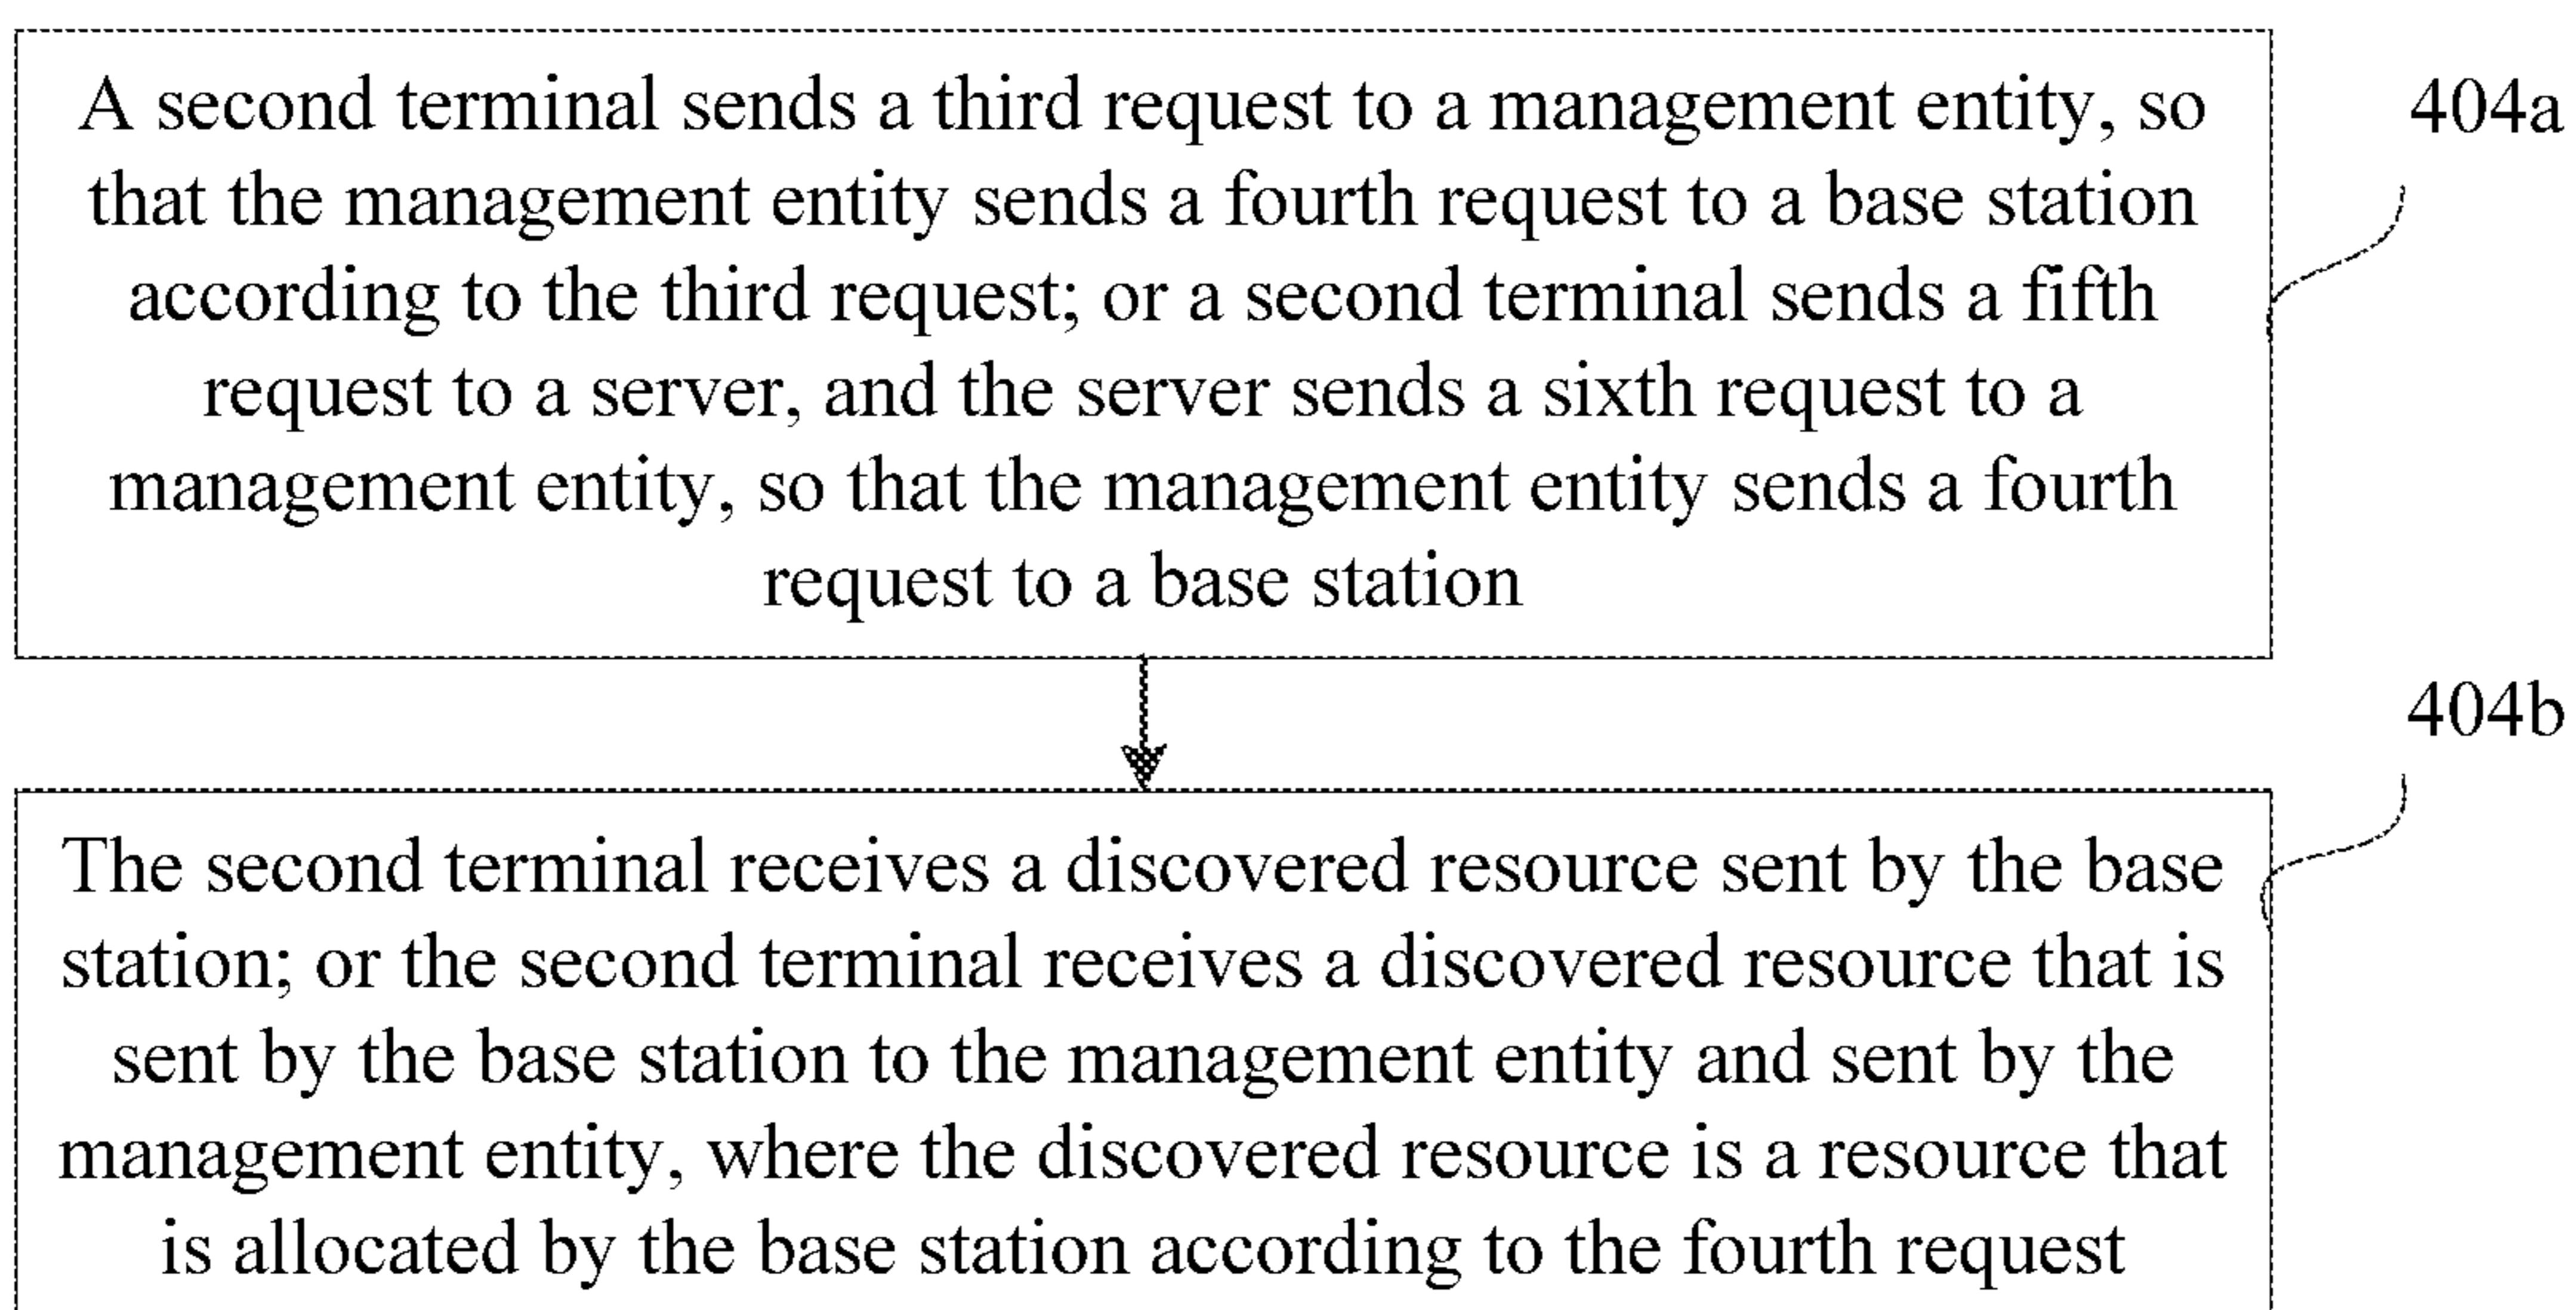 A second terminal sends a third request to a management entity, so
that the management entity sends a fourth request to a base station
according to the third request; or a second terminal sends a fifth
request to a server, and the server sends a sixth request to a
management entity, so that the management entity sends a fourth
request to a base station
404a
404b
The second terminal receives a discovered resource sent by the base
station; or the second terminal receives a discovered resource that is
sent by the base station to the management entity and sent by the
management entity, where the discovered resource is a resource that
is allocated by the base station according to the fourth request